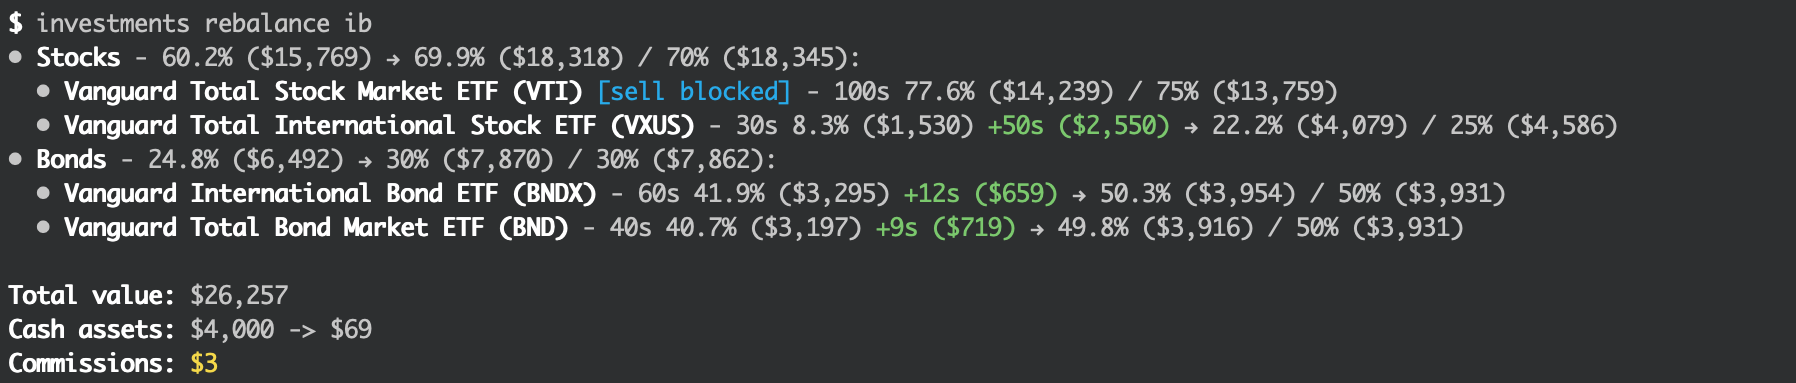 $ investments rebalance ib
● Stocks - 60.2% ($15,769) → 69.9% ($18,318) / 70% ($18,345):
● Vanguard Total Stock Market ETF (VTI) [sell blocked] - 100s 77.6% ($14,239) / 75% ($13,759)
● Vanguard Total International Stock ETF (VXUS) - 30s 8.3% ($1,530) +50s ($2,550) → 22.2% ($4,079) / 25% ($4,586)
● Bonds - 24.8% ($6,492) → 30% ($7,870) / 30% ($7,862):
● Vanguard International Bond ETF (BNDX) - 60s 41.9% ($3,295) +12s ($659) → 50.3% ($3,954) / 50% ($3,931)
● Vanguard Total Bond Market ETF (BND) - 40s 40.7% ($3,197) +9s ($719) → 49.8% ($3,916) / 50% ($3,931)
Total value: $26,257
Cash assets: $4,000 -> $69
Commissions: $3